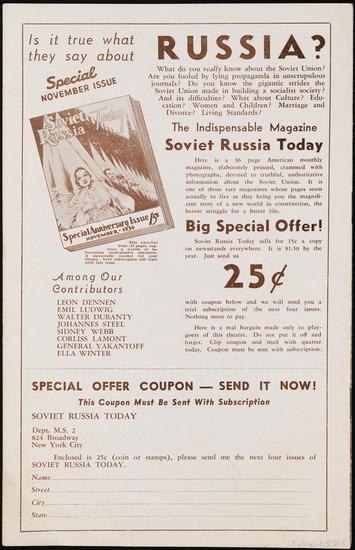 Is it true what
they say about
RUSSIA?
Special
NOVEMBER ISSUE
Soviet
Russia
Today
Special Anniversary Issue 15¢
NOVEMBER - 1936
This special
What do you really know about the Soviet Union?
Are you fooled by lying propaganda in unscrupulous
journals? Do you know the gigantic strides the
Soviet Union made in building a socialist society?
And its difficulties? What about Culture? Edu-
cation? Women and Children? Marriage and
Divorce? Living Standards?
The Indispensable Magazine
Soviet Russia Today
Here is a 36 page American monthly
magazine, elaborately printed, crammed with
photographs, devoted to truthful, authoritative
information about the Soviet Union. It is
one of those rare magazines whose pages seem
actually to live as they bring you the magnifi-
cent story of a new world in construction, the
heroic struggle for a better life.
Big Special Offer!
Soviet Russia Today sells for 15c a copy
on newsstands everywhere. It is $1.50 by the
year. Just send us
25¢
with coupon below and we will send you a
trial subscription of the next four issues.
Nothing more to pay.
Here is a real bargain made only to play-
goers of this theatre. Do not put it off and
forget. Clip coupon and mail with quarter
today. Coupon must be sent with subscription.
Among Our
Contributors
LEON DENNEN
EMIL LUDWIG
WALTER DURANTY
JOHANNES STEEL
SIDNEY WEBB
CORLISS LAMONT
GENERAL YAKANTOFF
ELLA WINTER
SPECIAL OFFER COUPON — SEND IT NOW!
This Coupon Must Be Sent With Subscription
SOVIET RUSSIA TODAY
Dept. M.S. 2
824 Broadway
New York City
Enclosed is 25c (coin or stamps), please send me the next four issues of
SOVIET RUSSIA TODAY.
Name
Street
City
State